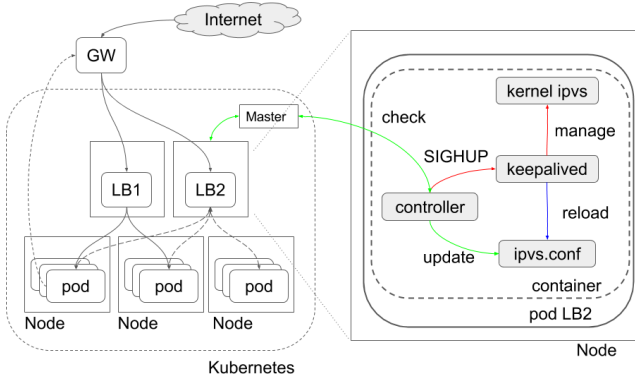 Internet
GW
Master
LB1
LB2
pod
pod
pod
Node
Node
Node
Kubernetes
check
SIGHUP
kernel ipvs
manage
keepalived
controller
reload
update
ipvs.conf
container
pod LB2
Node